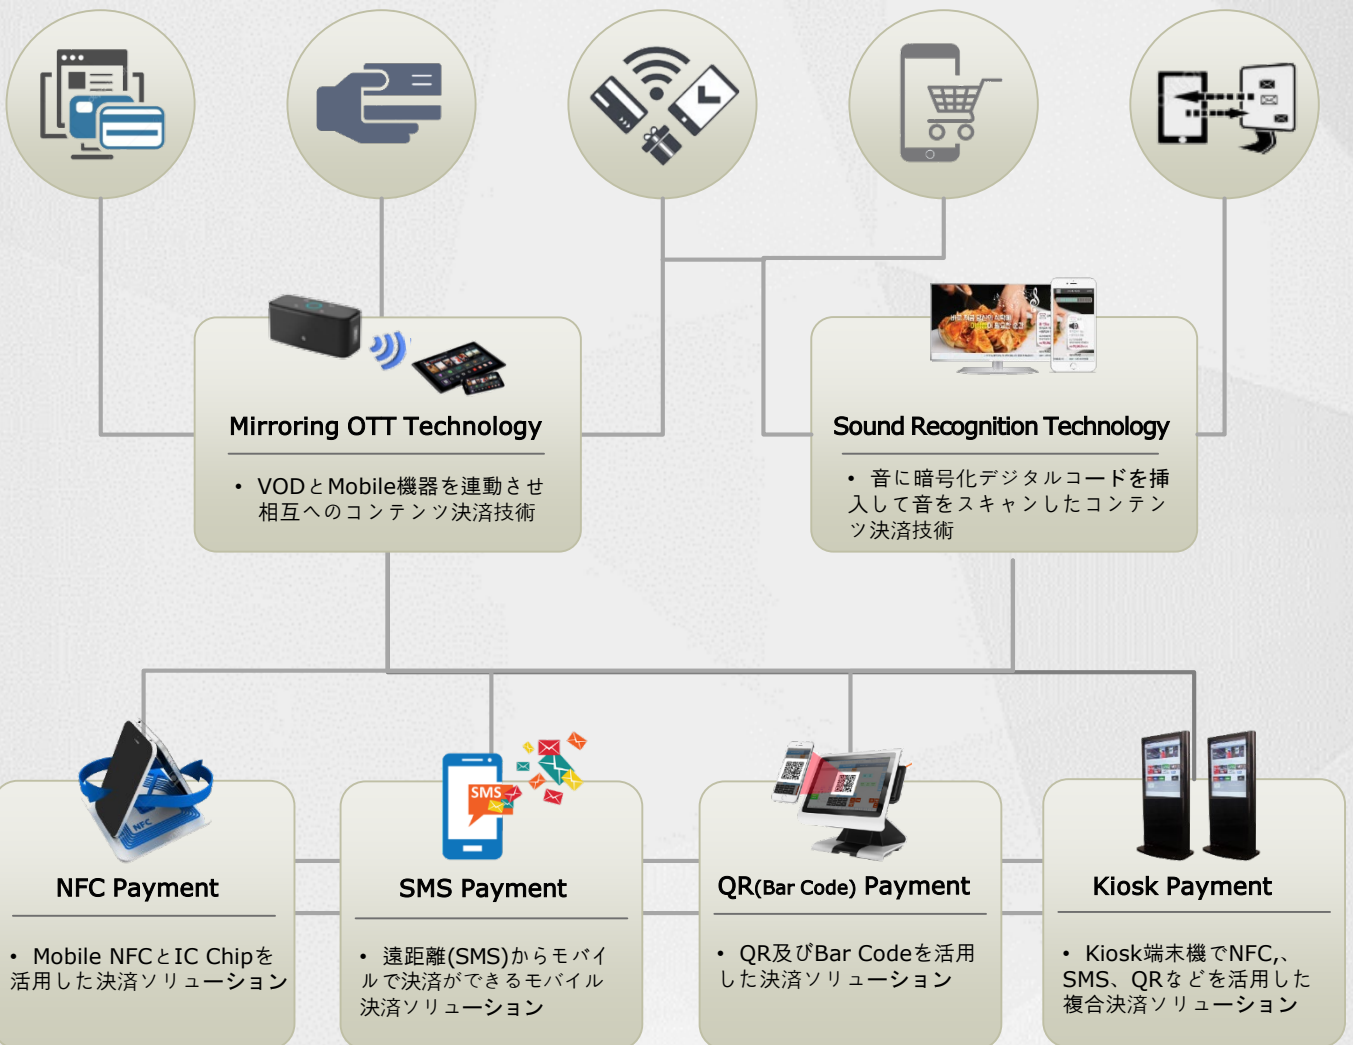 Mirroring OTT Technology
• VODとMobile機器を連動させ
相互へのコンテンツ決済技術
Sound Recognition Technology
• 音に暗号化デジタルコードを挿
入して音をスキャンしたコンテン
ツ決済技術
NFC
NFC Payment
• Mobile NFCとIC Chipを
活用した決済ソリューション
SMS
SMS Payment
• 遠距離(SMS)からモバイ
ルで決済ができるモバイル
決済ソリューション
QR(Bar Code) Payment
• QR及びBar Codeを活用
した決済ソリューション
Kiosk Payment
• Kiosk端末機でNFC,、
SMS、QRなどを活用した
複合決済ソリューション